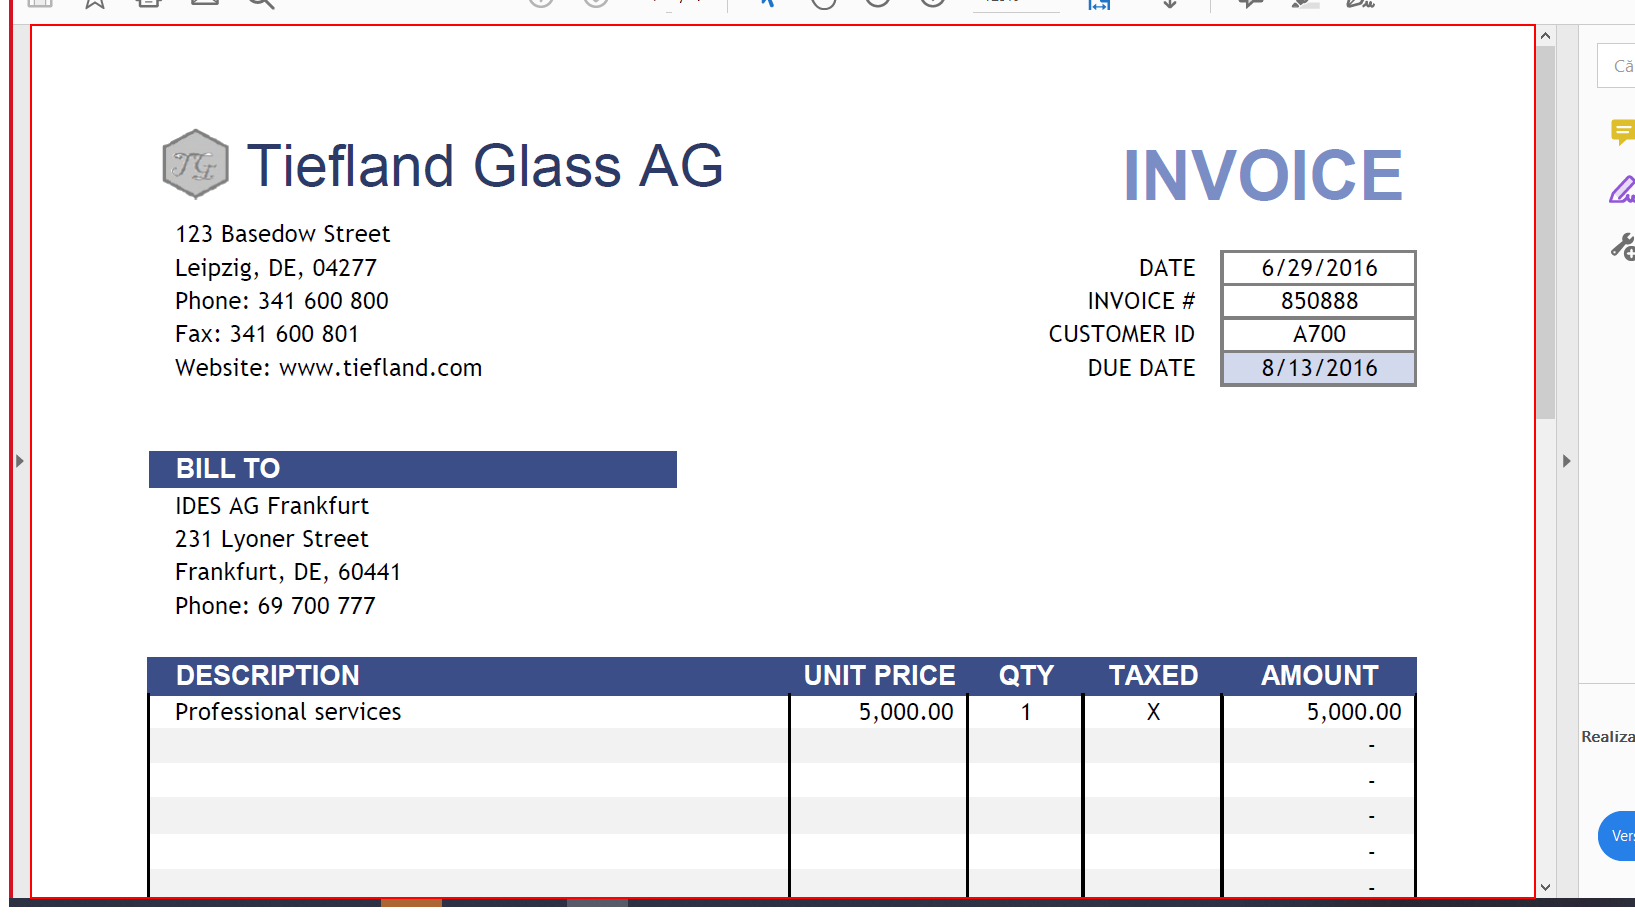 Tiefland Glass AG
INVOICE
123 Basedow Street
Leipzig, DE, 04277
Phone: 341 600 800
Fax: 341 600 801
Website: www.tiefland.com
DATE 6/29/2016
INVOICE # 850888
CUSTOMER ID A700
DUE DATE 8/13/2016
BILL TO
IDES AG Frankfurt
231 Lyoner Street
Frankfurt, DE, 60441
Phone: 69 700 777
DESCRIPTION UNIT PRICE QTY TAXED AMOUNT
Professional services 5,000.00 1 X 5,000.00
-
-
-
-
-
Că
Realiza
Vers